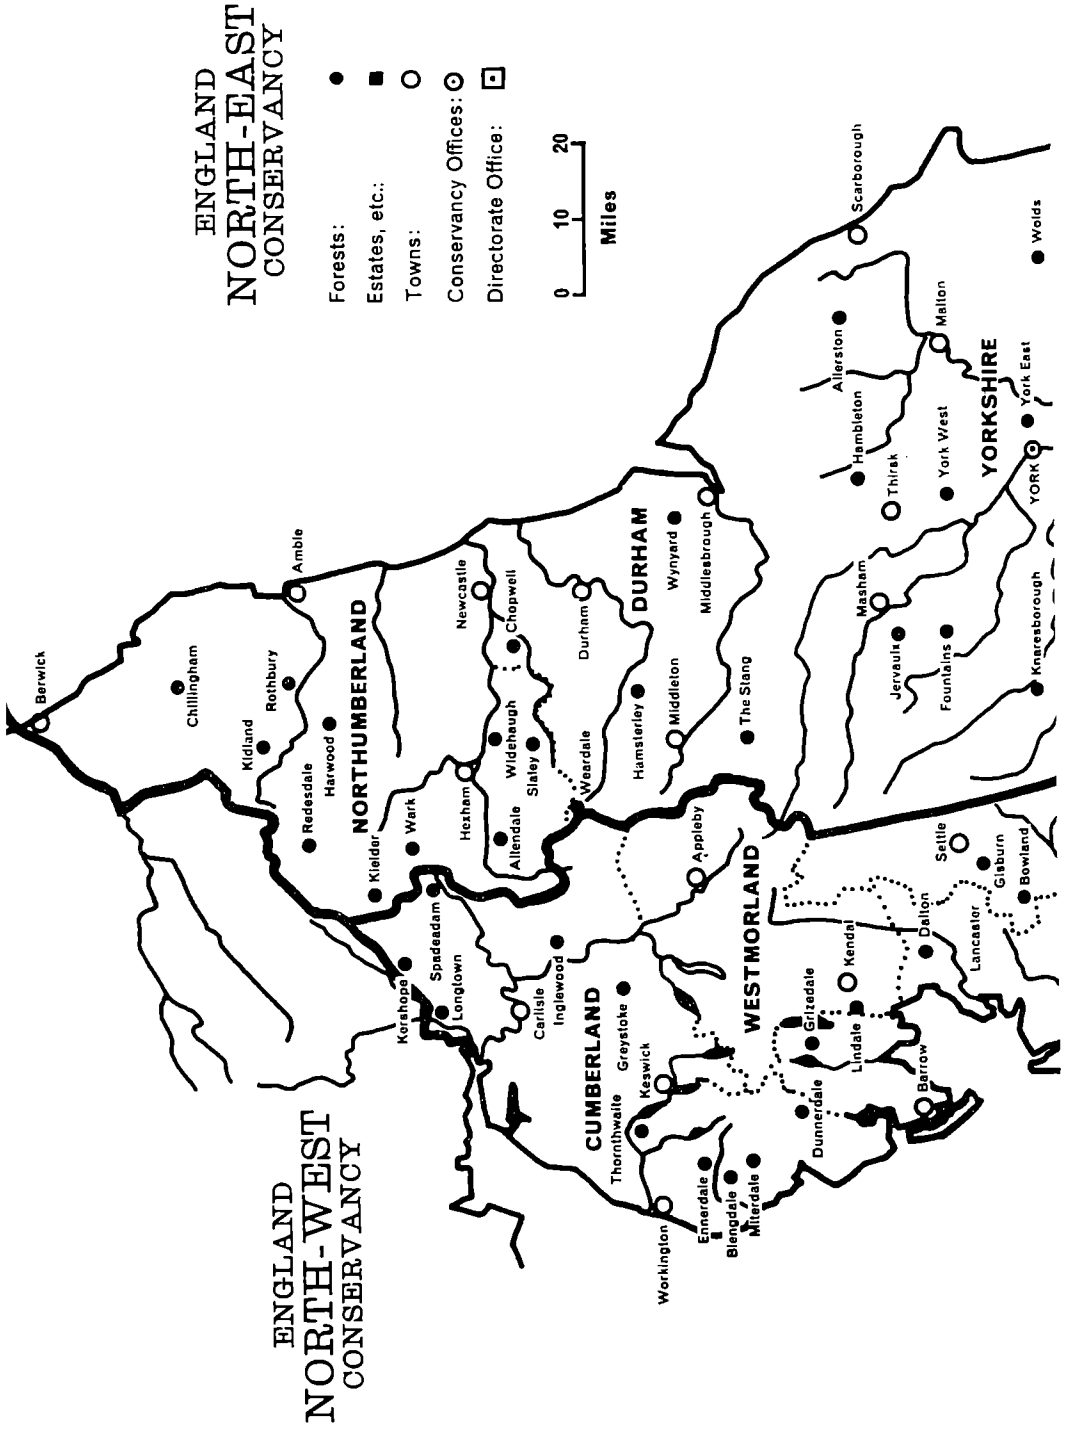 ENGLAND
NORTH-EAST
CONSERVANCY
Forests:
Estates, etc.:
Towns:
Conservancy Offices:
Directorate Office:
0 10 20
Miles
ENGLAND
NORTH-WEST
CONSERVANCY
Berwick
Chillingham
Kidland
Rothbury
Amble
Redesdale
Harwood
NORTHUMBERLAND
Kielder
Wark
Kershope
Spadeadam
Longtown
Hexham
Newcastle
Allendale
Widehaugh
Chopwell
Slaley
Carlisle
Inglewood
Weardale
Durham
CUMBERLAND
Greystoke
Hamsterley
DURHAM
Thornthwaite
Keswick
Workington
Middleton
Wynyard
Appleby
Middlesbrough
Ennerdale
Blengdale
Miterdale
The Stang
WESTMORLAND
Grizedale
Dunnerdale
Kendal
Lindale
Allerston
Hambleton
Scarborough
Masham
Thirsk
Jervaulx
Barrow
Dalton
Settle
Fountains
York West
Malton
Lancaster
Gisburn
YORKSHIRE
Bowland
Knaresborough
YORK
York East
Wolds